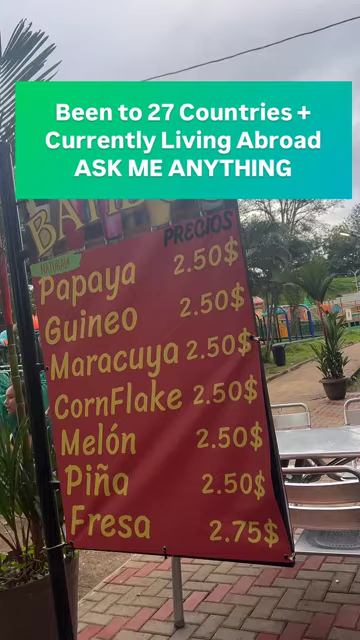 Been to 27 Countries +
Currently Living Abroad
ASK ME ANYTHING
PRECIOS
NATURALES
Papaya 2.50$
Guineo 2.50$
Maracuya 2.50$
CornFlake 2.50$
Melón 2.50$
Piña 2.50$
Fresa 2.75$